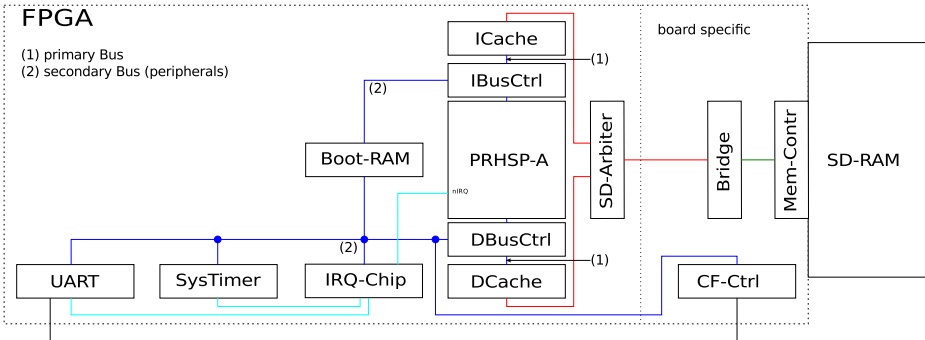 FPGA
(1) primary Bus
(2) secondary Bus (peripherals)
board specific
ICache
(1)
IBusCtrl
(2)
Boot-RAM
PRHSP-A
nIRQ
SD-Arbiter
Bridge
Mem-Contr
SD-RAM
DBusCtrl
(2)
(1)
UART
SysTimer
IRQ-Chip
DCache
CF-Ctrl